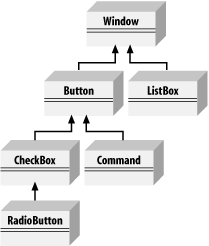 Window
Button
ListBox
CheckBox
Command
RadioButton